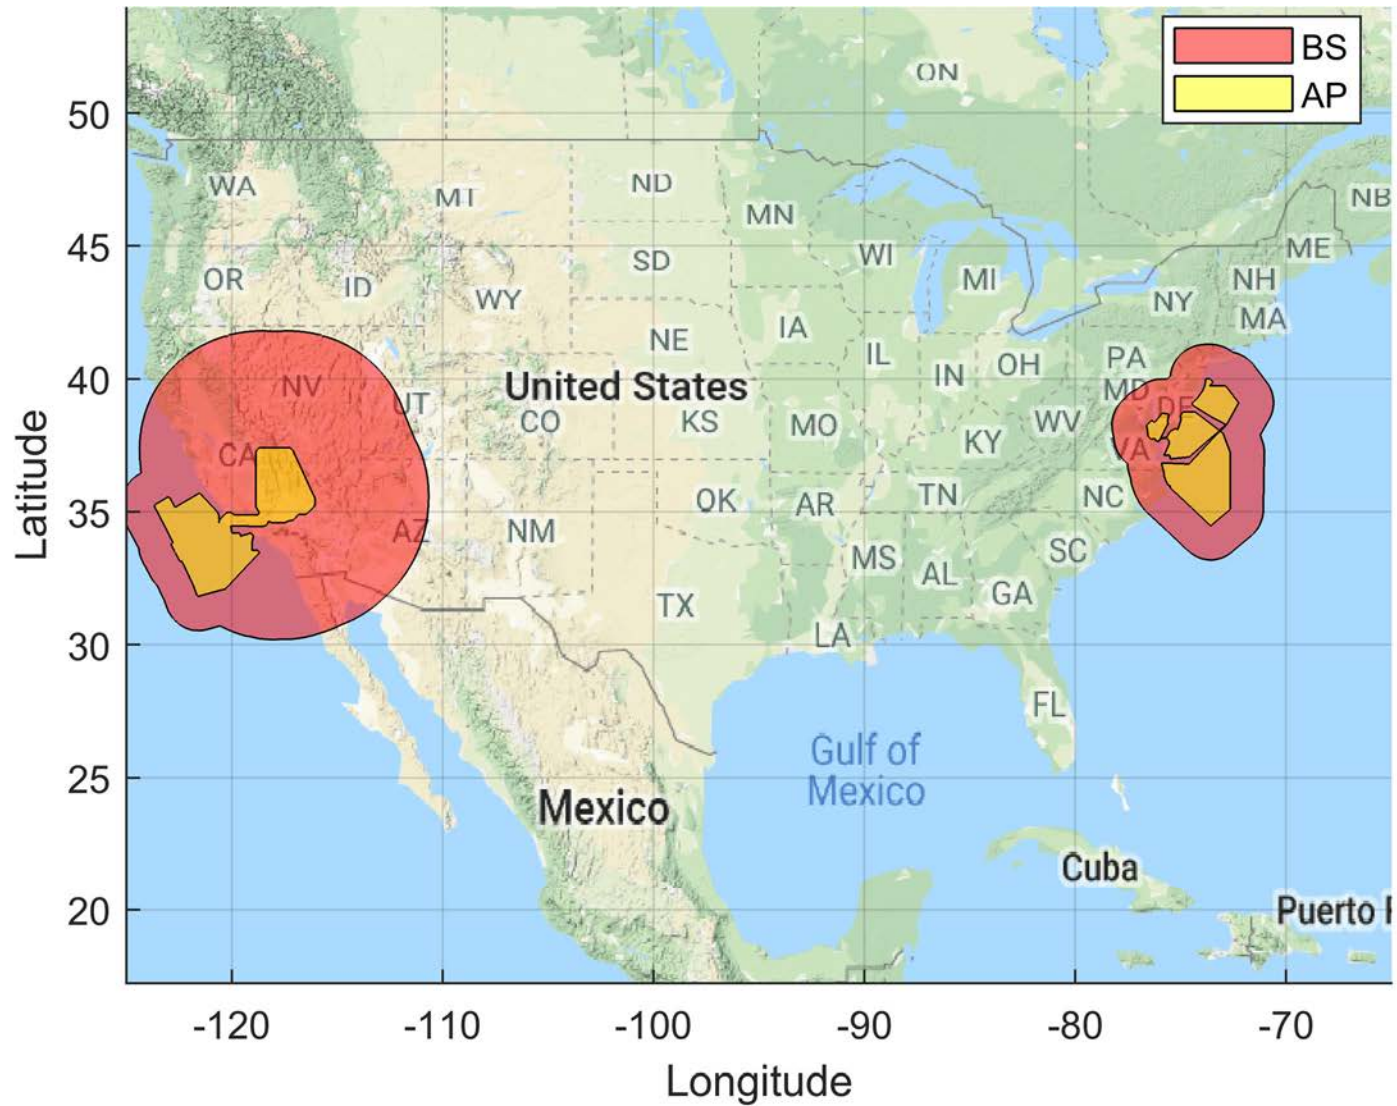 BS
AP
ON
50
WA
MT
ND
MN
NB
45
OR
ID
SD
WI
MI
ME
NH
WY
NY
MA
IA
NE
IL
OH
PA
40
NV
United States
IN
MD
UT
CO
KS
MO
WV
DE
KY
VA
CA
35
OK
AR
TN
NC
AZ
NM
MS
AL
SC
GA
TX
LA
30
FL
Gulf of
Mexico
25
Mexico
Cuba
20
Puerto
-120
-110
-100
-90
-80
-70
Latitude
Longitude